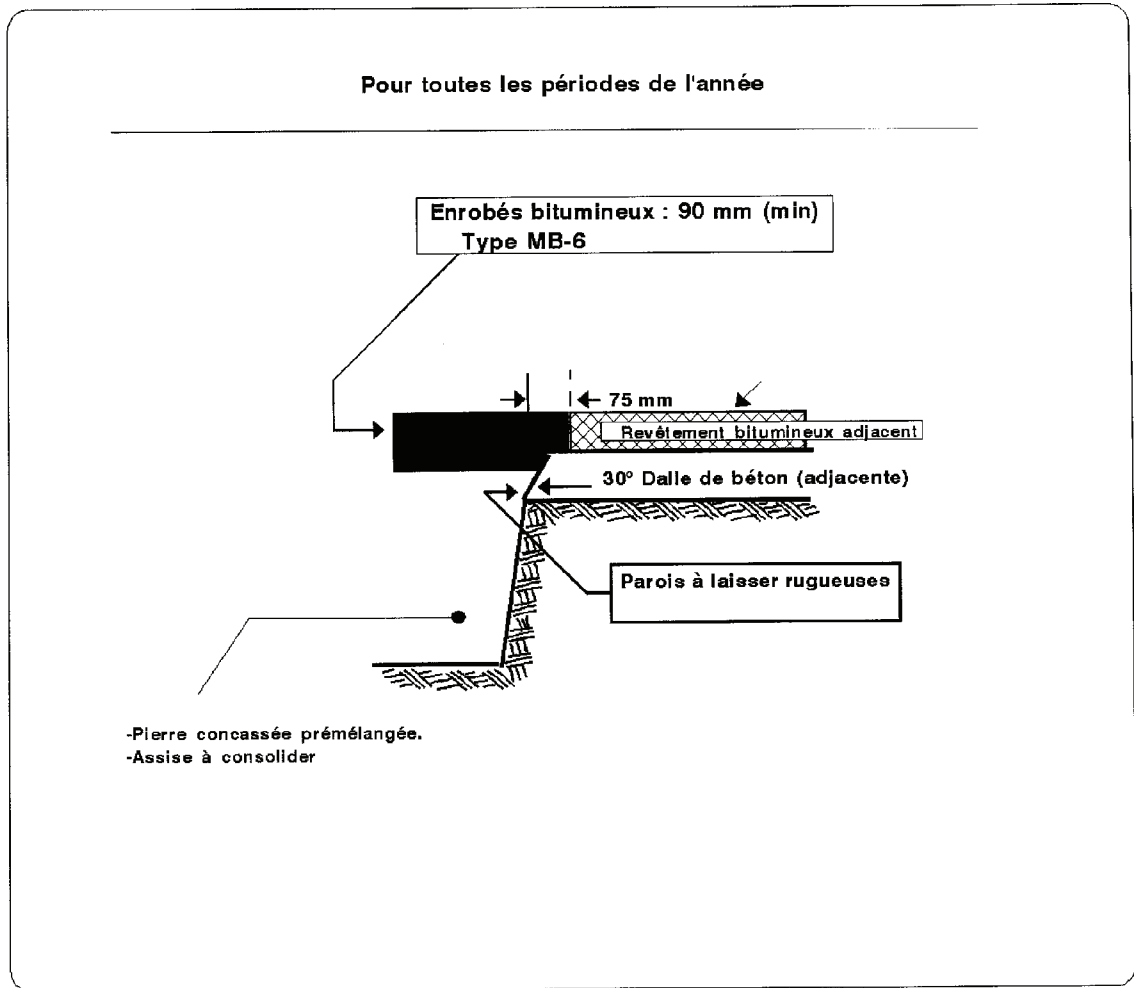 Pour toutes les périodes de l'année
Enrobés bitumineux : 90 mm (min)
Type MB-6
75 mm
Revêtement bitumineux adjacent
30° Dalle de béton (adjacente)
Parois à laisser rugueuses
-Pierre concassée prémélangée.
-Assise à consolider